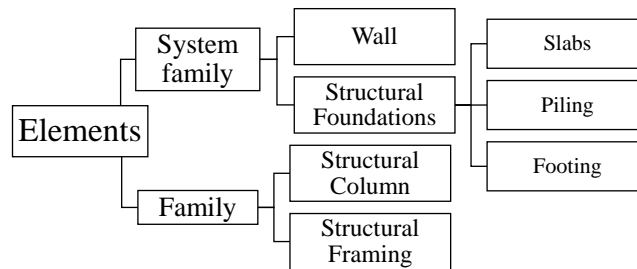 Elements
System
family
Wall
Structural
Foundations
Slabs
Piling
Footing
Family
Structural
Column
Structural
Framing